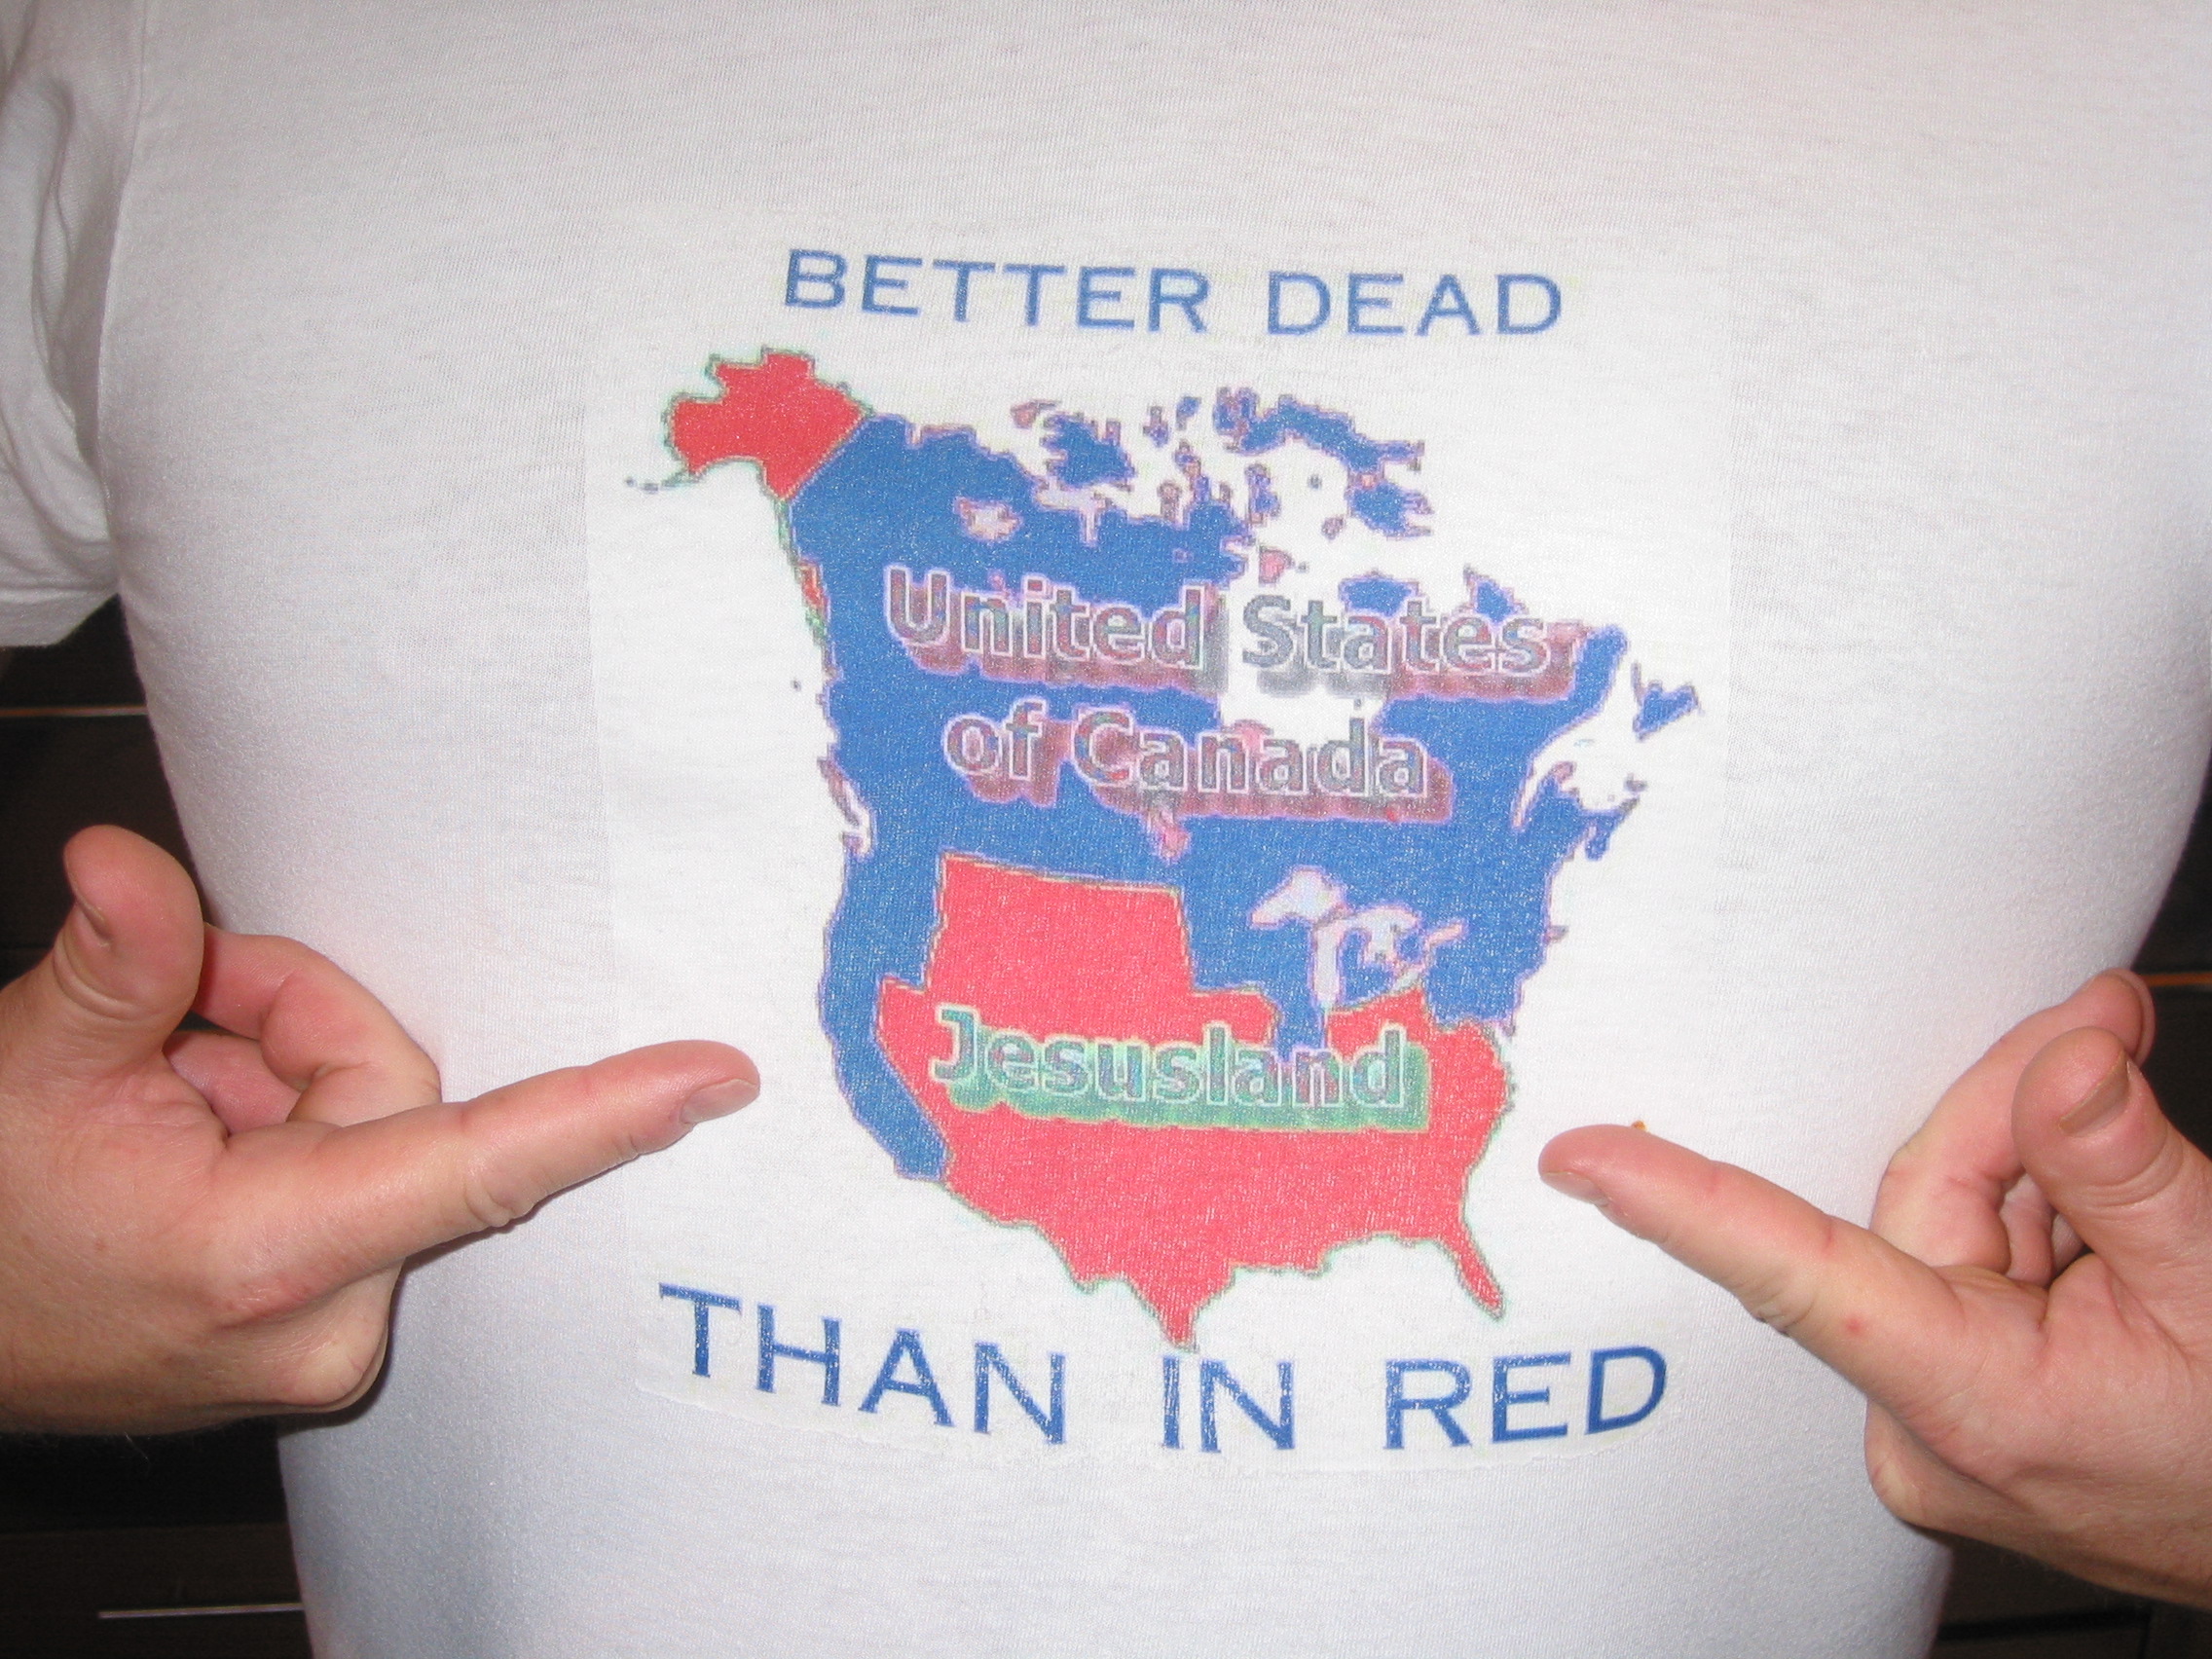 BETTER DEAD
United States
of Canada
Jesusland
THAN IN RED